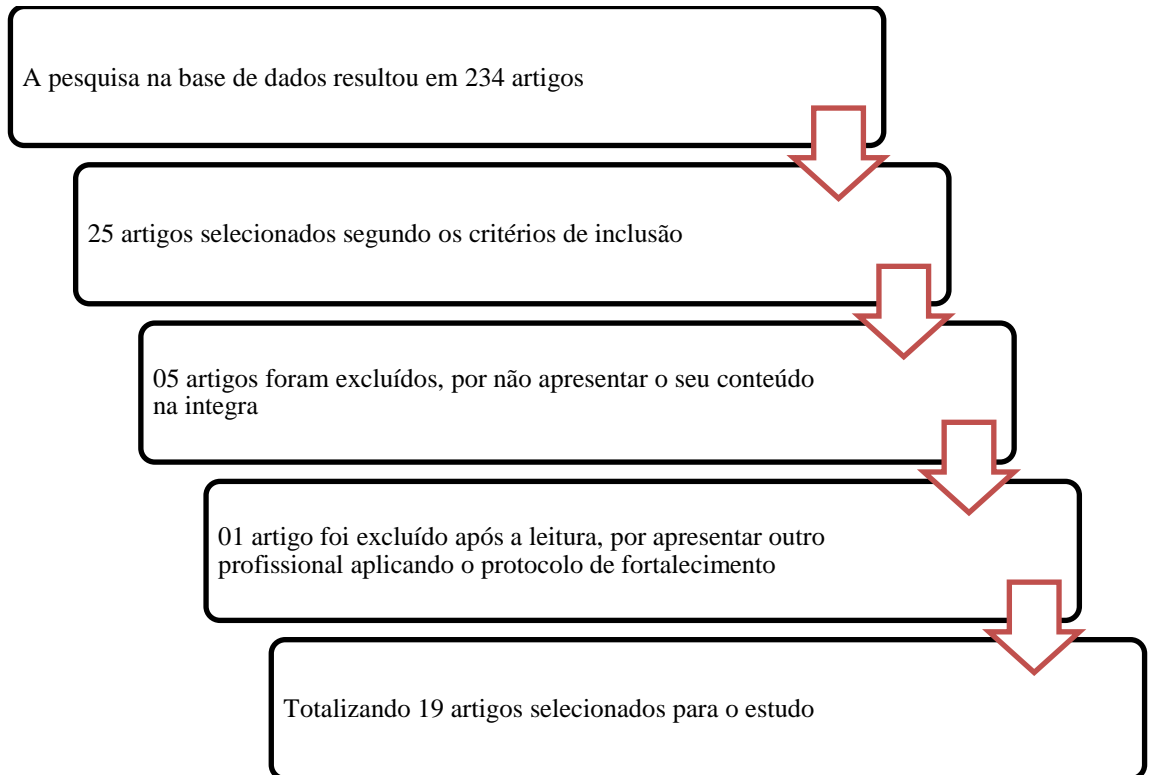 A pesquisa na base de dados resultou em 234 artigos
25 artigos selecionados segundo os critérios de inclusão
05 artigos foram excluídos, por não apresentar o seu conteúdo
na integra
01 artigo foi excluído após a leitura, por apresentar outro
profissional aplicando o protocolo de fortalecimento
Totalizando 19 artigos selecionados para o estudo